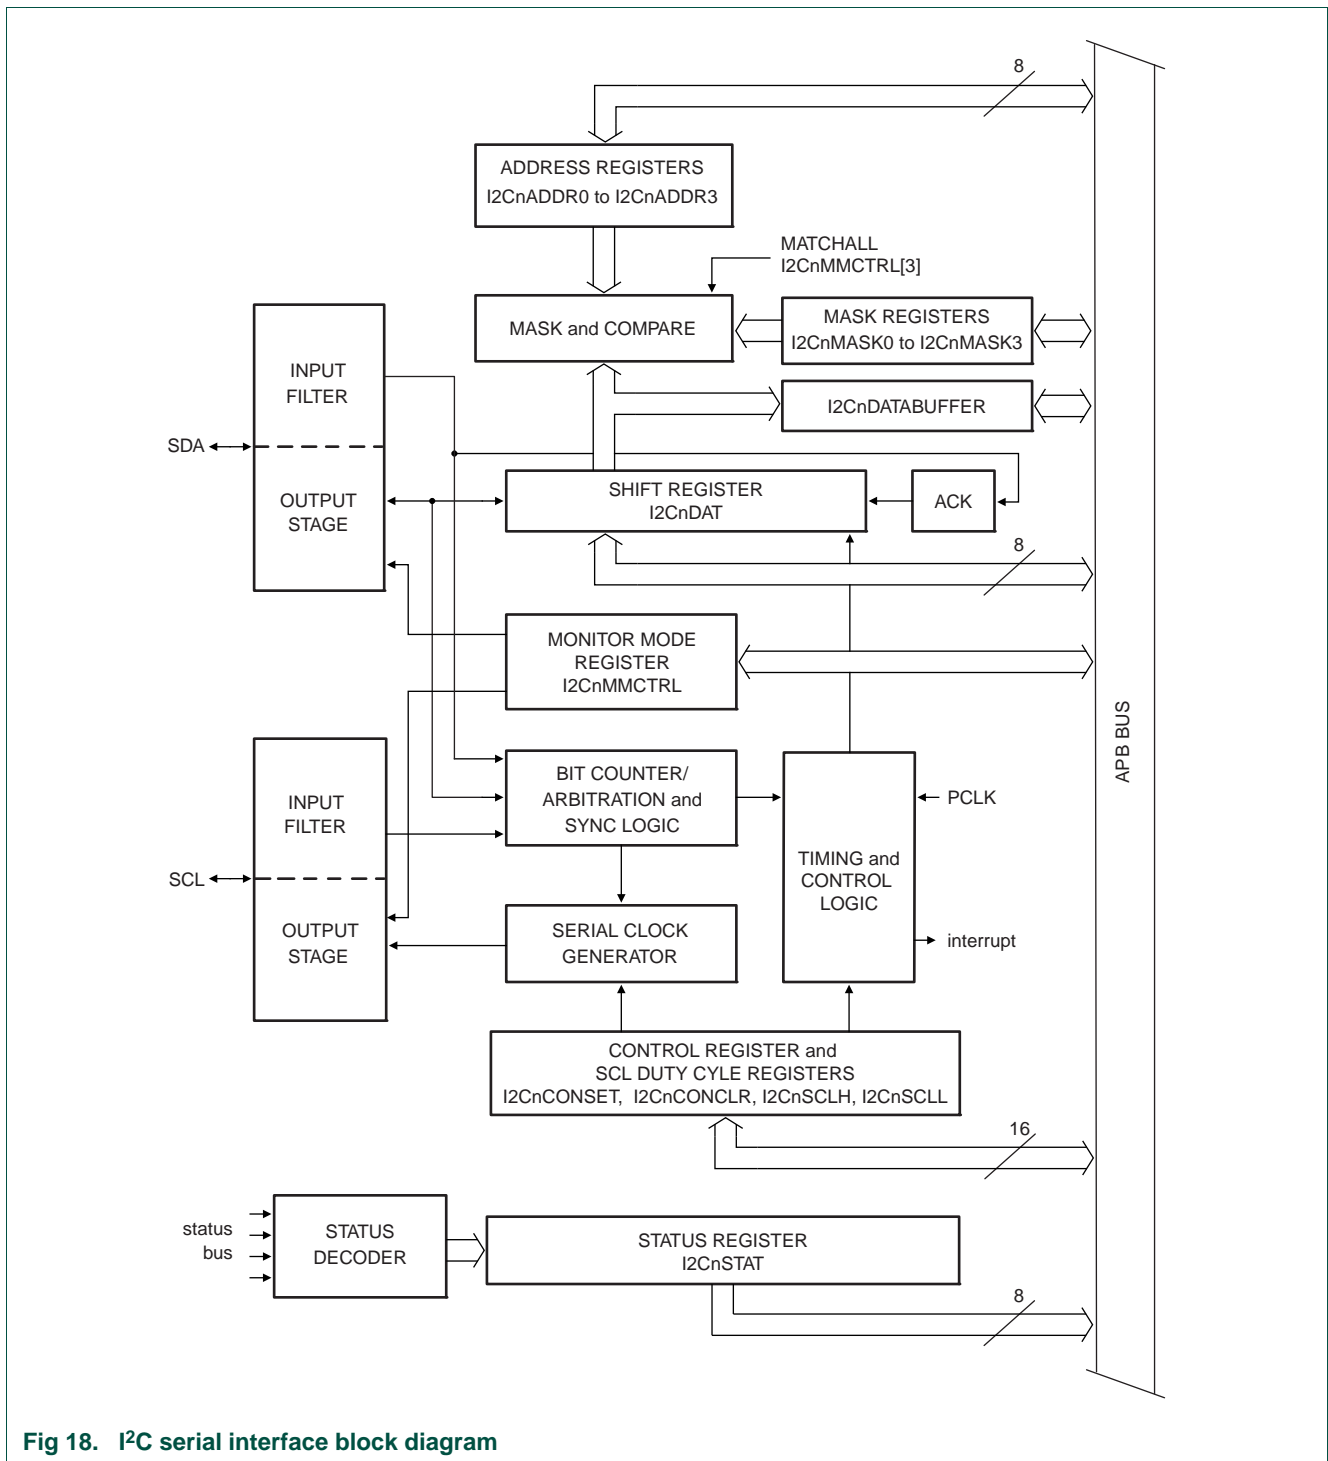 8
ADDRESS REGISTERS
I2CnADDR0 to I2CnADDR3
MATCHALL
I2CnMMCTRL[3]
MASK and COMPARE
MASK REGISTERS
I2CnMASK0 to I2CnMASK3
I2CnDATABUFFER
INPUT
FILTER
SDA
OUTPUT
STAGE
SHIFT REGISTER
I2CnDAT
ACK
8
MONITOR MODE
REGISTER
I2CnMMCTRL
APB BUS
INPUT
FILTER
SCL
OUTPUT
STAGE
BIT COUNTER/
ARBITRATION and
SYNC LOGIC
PCLK
TIMING and
CONTROL
LOGIC
interrupt
SERIAL CLOCK
GENERATOR
CONTROL REGISTER and
SCL DUTY CYLE REGISTERS
I2CnCONSET, I2CnCONCLR, I2CnSCLH, I2CnSCLL
16
status
bus
STATUS
DECODER
STATUS REGISTER
I2CnSTAT
8
Fig 18. I²C serial interface block diagram